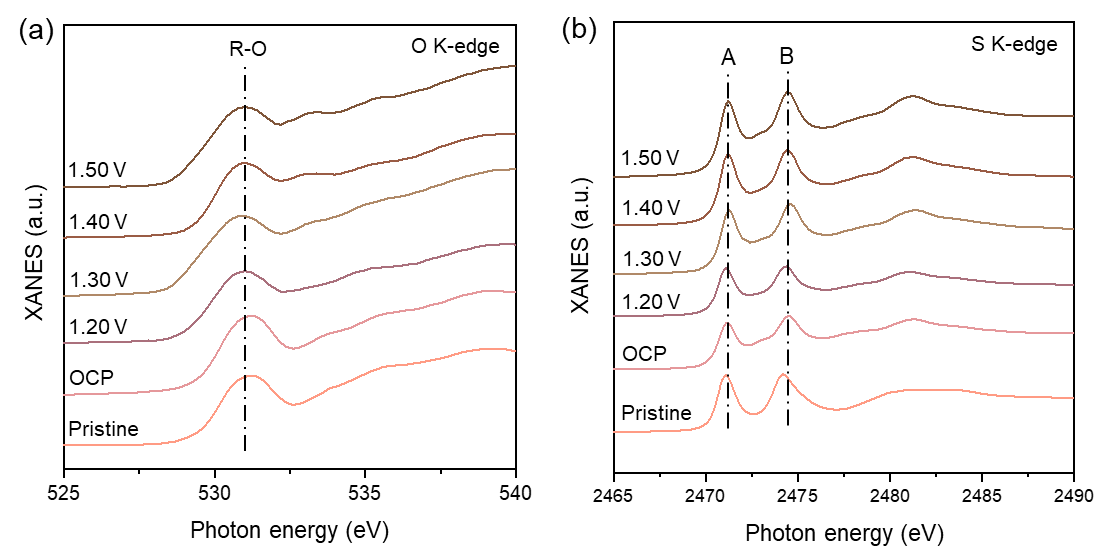 (a)
R-O
O K-edge
1.50 V
1.40 V
1.30 V
1.20 V
OCP
Pristine
XANES (a.u.)
525
530
535
540
Photon energy (eV)
(b)
A
B
S K-edge
1.50 V
1.40 V
1.30 V
1.20 V
OCP
Pristine
XANES (a.u.)
2465
2470
2475
2480
2485
2490
Photon energy (eV)